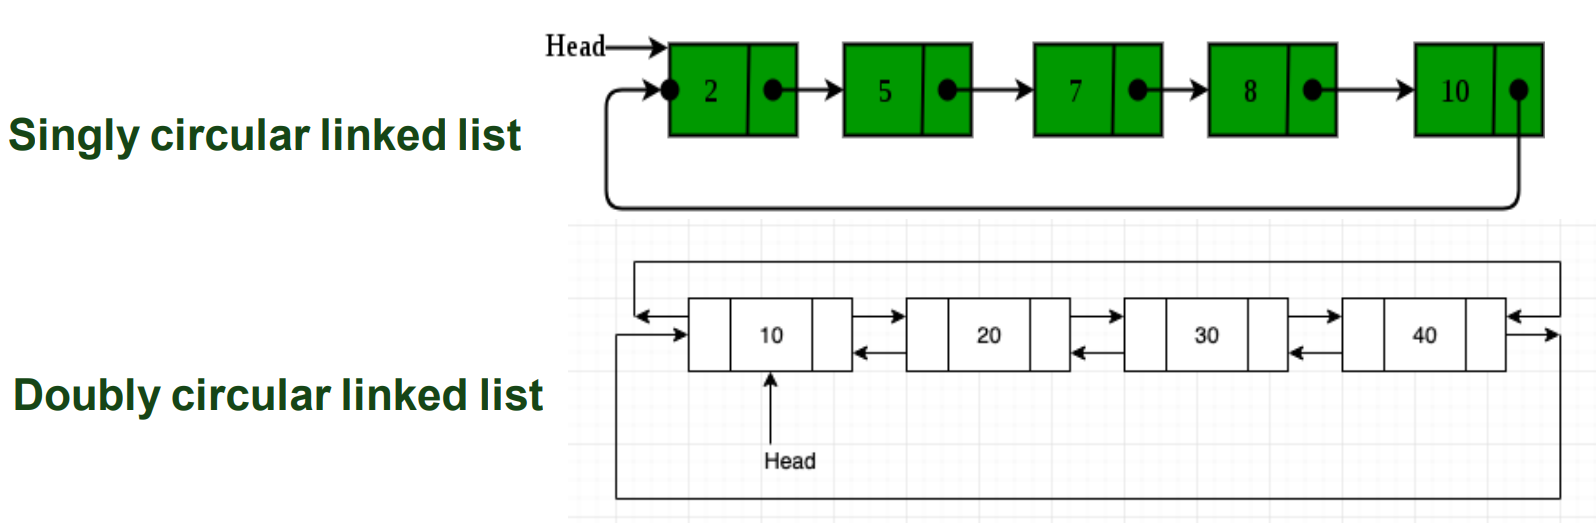 Head
2 5 7 8 10
Singly circular linked list
10 20 30 40
Doubly circular linked list
Head